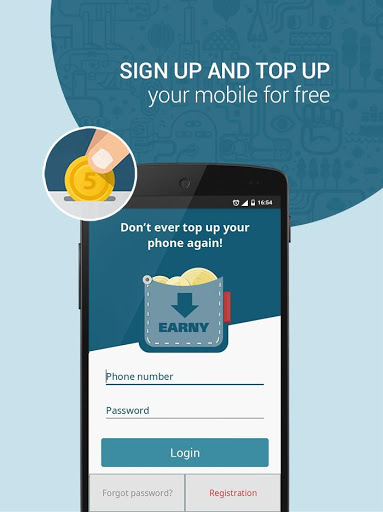 SIGN UP AND TOP UP
your mobile for free
5
16:54
Don't ever top up your
phone again!
EARNY
Phone number
Password
Login
Forgot password?
Registration